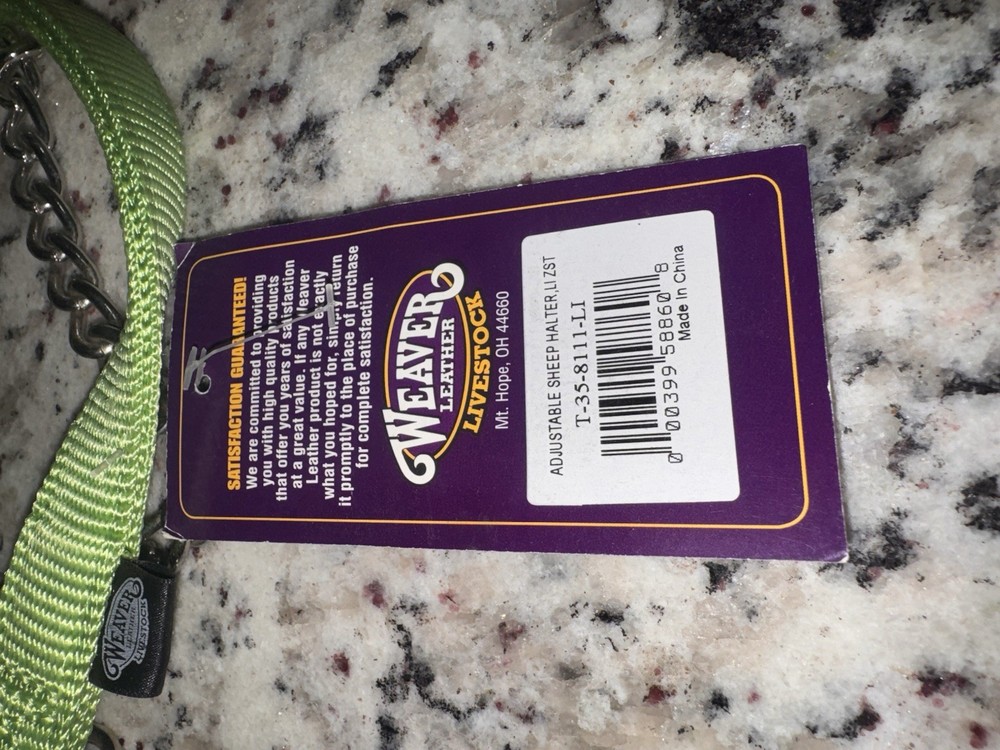 SATISFACTION GUARANTEED!
We are committed to providing
you with high quality products
that offer you years of satisfaction
at a great value. If any Weaver
Leather product is not exactly
what you hoped for, simply return
it promptly to the place of purchase
for complete satisfaction.
WEAVER
LEATHER
LIVESTOCK
Mt. Hope, OH 44660
ADJUSTABLE SHEEP HALTER,LI ZST
T-35-8111-LI
0 00399 58860 8
Made In China
WEAVER
LEATHER
LIVESTOCK